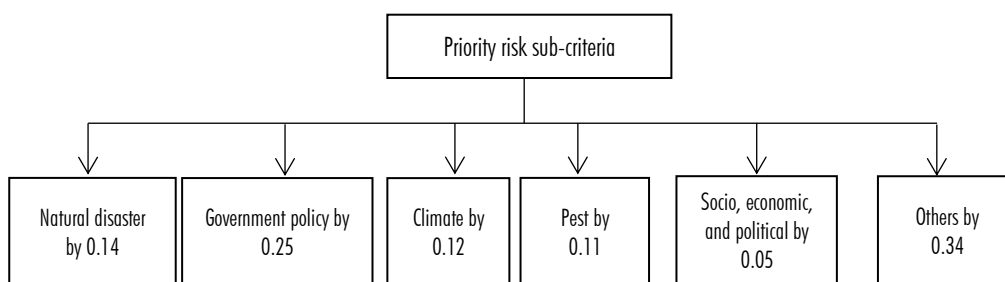 Priority risk sub-criteria
Natural disaster
by 0.14
Government policy by
0.25
Climate by
0.12
Pest by
0.11
Socio, economic,
and political by
0.05
Others by
0.34